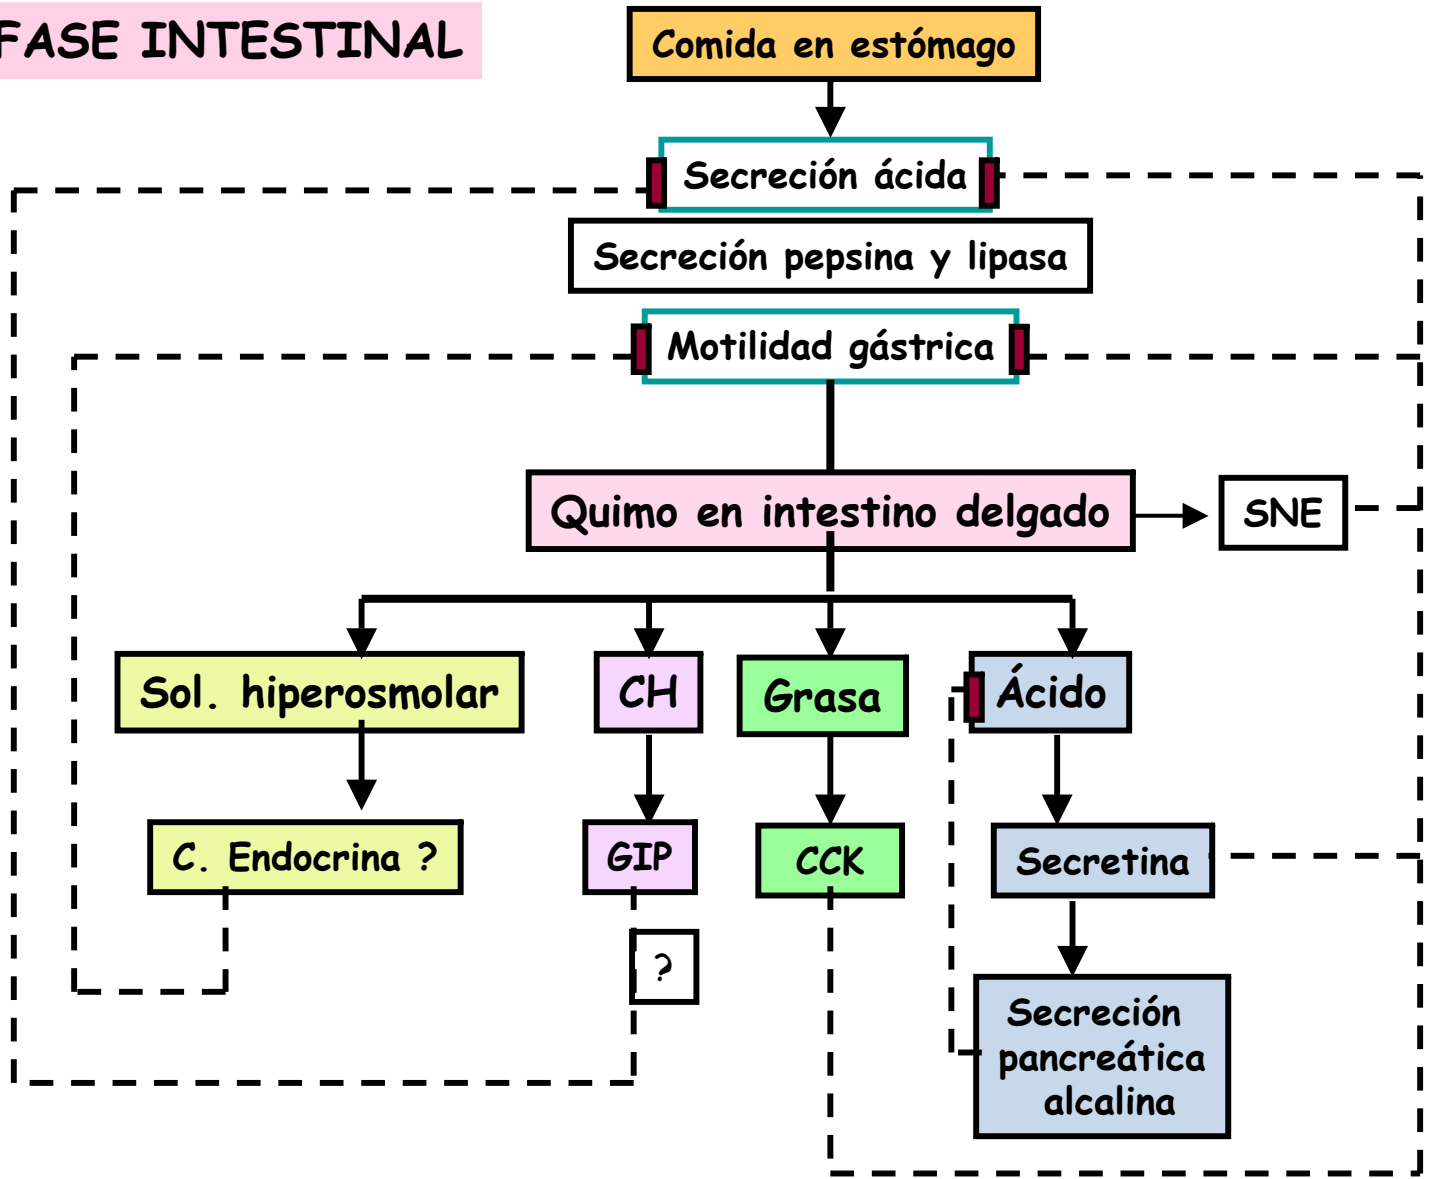 FASE INTESTINAL
Comida en estómago
Secreción ácida
Secreción pepsina y lipasa
Motilidad gástrica
Quimo en intestino delgado
SNE
Sol. hiperosmolar
CH
Grasa
Ácido
C. Endocrina ?
GIP
CCK
Secretina
?
Secreción
pancreática
alcalina